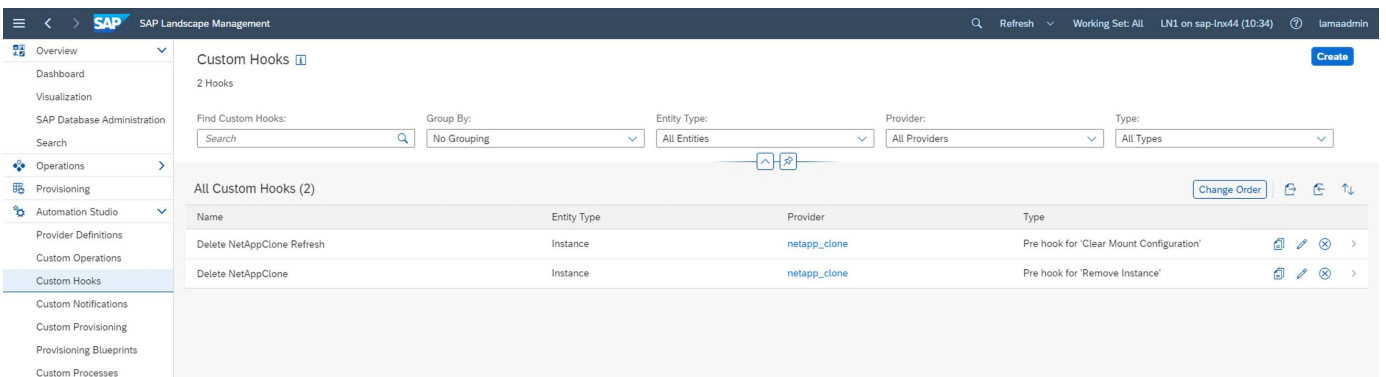 SAP SAP Landscape Management Refresh Working Set: All LN1 on sap-lnx44 (10:34) lamaadmin
Overview
Dashboard
Visualization
SAP Database Administration
Search
Operations
Provisioning
Automation Studio
Provider Definitions
Custom Operations
Custom Hooks
Custom Notifications
Custom Provisioning
Provisioning Blueprints
Custom Processes
Custom Hooks
Create
2 Hooks
Find Custom Hooks: Group By: Entity Type: Provider: Type:
Search No Grouping All Entities All Providers All Types
All Custom Hooks (2) Change Order
Name Entity Type Provider Type
Delete NetAppClone Refresh Instance netapp_clone Pre hook for 'Clear Mount Configuration'
Delete NetAppClone Instance netapp_clone Pre hook for 'Remove Instance'